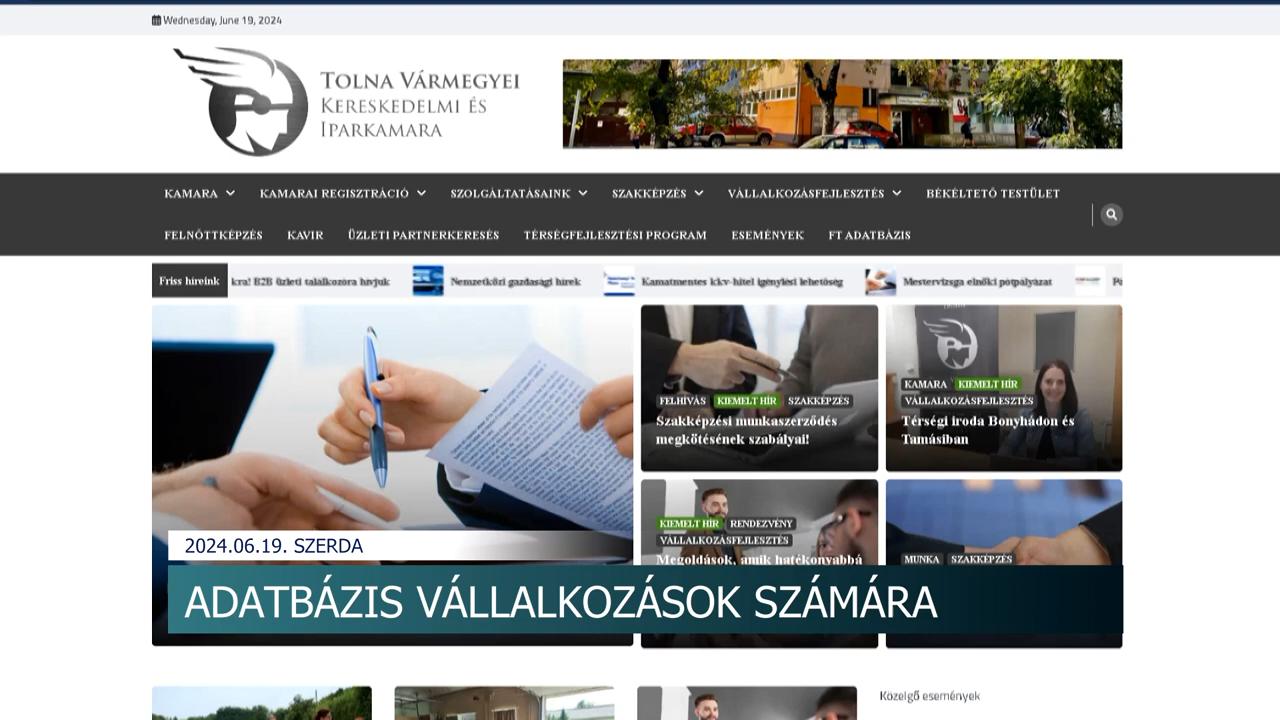 Wednesday, June 19, 2024
TOLNA VÁRMEGYEI
KERESKEDELMI ÉS
IPARKAMARA
KAMARA
KAMARAI REGISZTRÁCIÓ
SZOLGÁLTATÁSAINK
SZAKKÉPZÉS
VÁLLALKOZÁSFEJLESZTÉS
BÉKÉLTETŐ TESTÜLET
FELNŐTTKÉPZÉS
KAVIR
ÜZLETI PARTNERKERESÉS
TÉRSÉGFEJLESZTÉSI PROGRAM
ESEMÉNYEK
FT ADATBÁZIS
Friss híreink
kra! B2B üzleti találkozóra hívjuk
Nemzetközi gazdasági hírek
Kamatmentes kkv-hitel igénylési lehetőség
Mestervizsga elnöki pótpályázat
FELHÍVÁS KIEMELT HÍR SZAKKÉPZÉS
Szakképzési munkaszerződés
megkötésének szabályai!
KAMARA KIEMELT HÍR
VÁLLALKOZÁSFEJLESZTÉS
Térségi iroda Bonyhádon és
Tamásiban
KIEMELT HÍR RENDEZVÉNY
VÁLLALKOZÁSFEJLESZTÉS
Megoldások, amik hatékonyabbá
MUNKA SZAKKÉPZÉS
2024.06.19. SZERDA
ADATBÁZIS VÁLLALKOZÁSOK SZÁMÁRA
Közelgő események